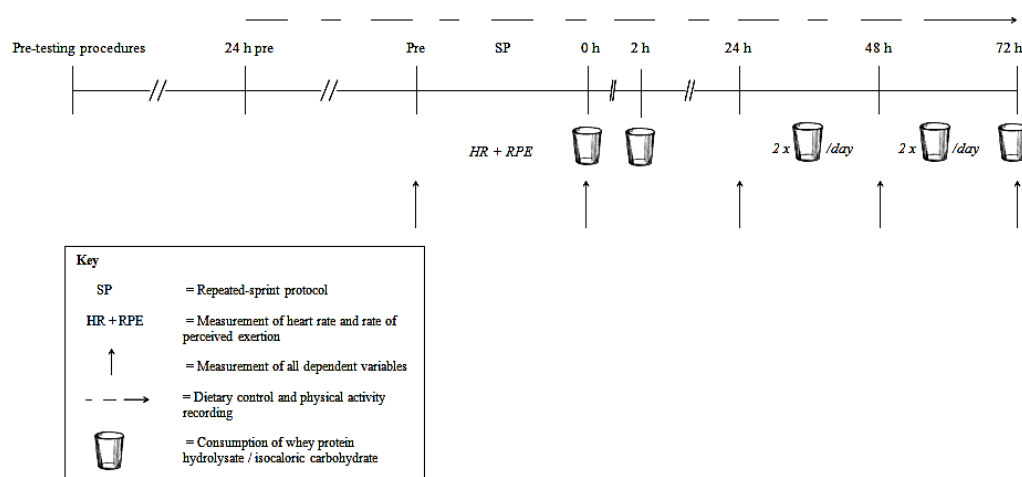 Pre-testing procedures 24 h pre Pre SP 0 h 2 h 24 h 48 h 72 h
HR + RPE 2 x /day 2 x /day
Key
SP = Repeated-sprint protocol
HR + RPE = Measurement of heart rate and rate of
perceived exertion
= Measurement of all dependent variables
= Dietary control and physical activity
recording
= Consumption of whey protein
hydrolysate / isocaloric carbohydrate